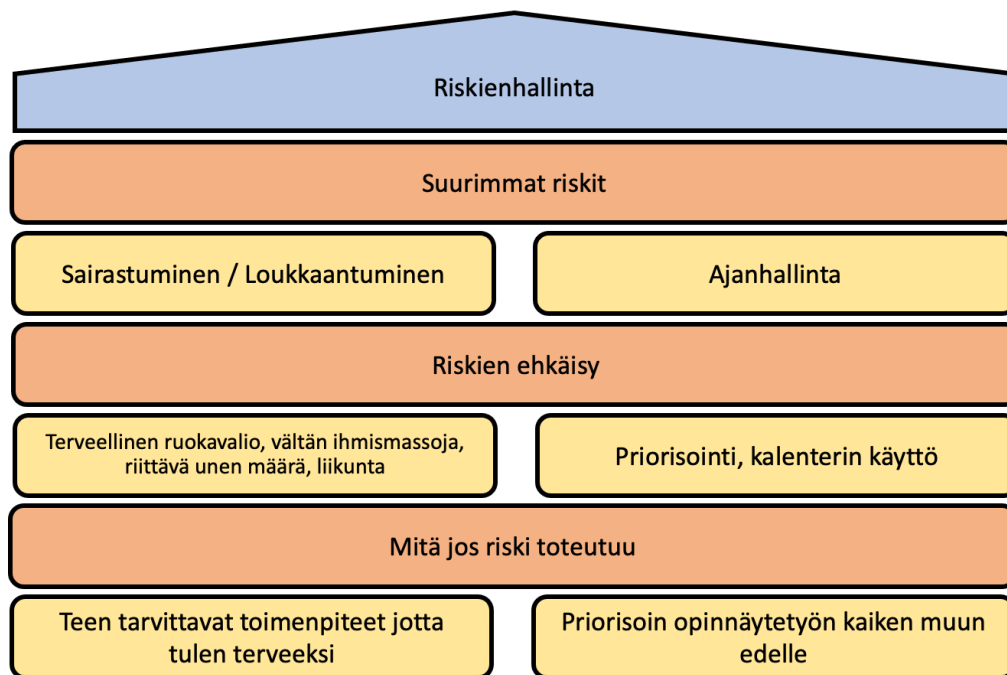 Riskienhallinta
Suurimmat riskit
Sairastuminen / Loukkaantuminen
Ajanhallinta
Riskien ehkäisy
Terveellinen ruokavalio, vältän ihmismassoja,
riittävä unen määrä, liikunta
Priorisointi, kalenterin käyttö
Mitä jos riski toteutuu
Teen tarvittavat toimenpiteet jotta
tulen terveeksi
Priorisoin opinnäytetyön kaiken muun
edelle